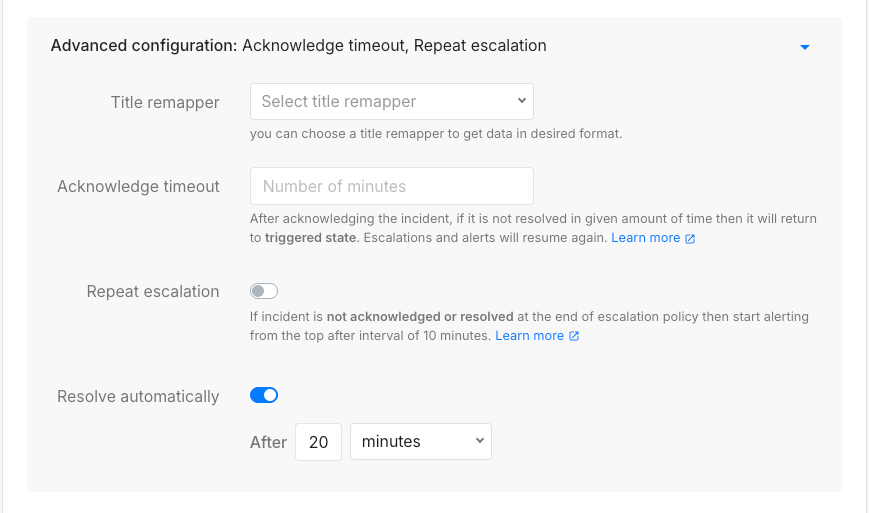 Advanced configuration: Acknowledge timeout, Repeat escalation
Title remapper
Select title remapper
you can choose a title remapper to get data in desired format.
Acknowledge timeout
Number of minutes
After acknowledging the incident, if it is not resolved in given amount of time then it will return
to triggered state. Escalations and alerts will resume again. Learn more
Repeat escalation
If incident is not acknowledged or resolved at the end of escalation policy then start alerting
from the top after interval of 10 minutes. Learn more
Resolve automatically
After 20 minutes